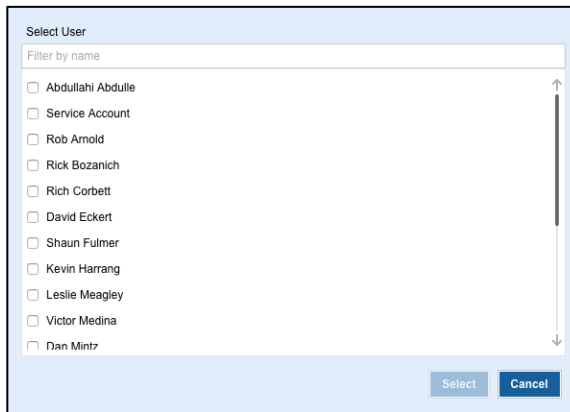 Select User
Filter by name
Abdullahi Abdulle
Service Account
Rob Arnold
Rick Bozanich
Rich Corbett
David Eckert
Shaun Fulmer
Kevin Harrang
Leslie Meagley
Victor Medina
Dan Mintz
Select Cancel